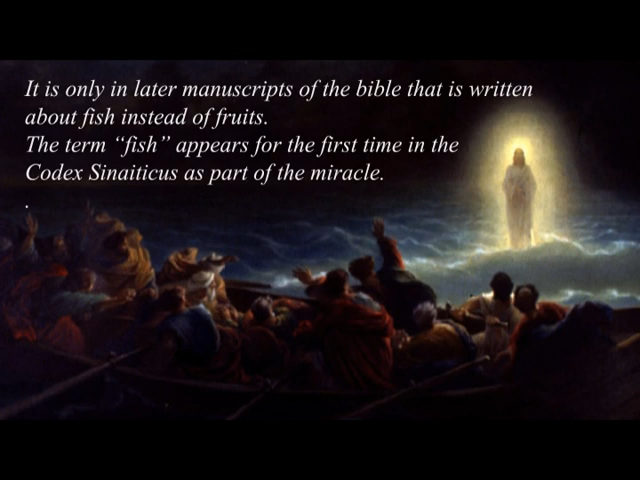 It is only in later manuscripts of the bible that is written
about fish instead of fruits.
The term “fish” appears for the first time in the
Codex Sinaiticus as part of the miracle.
.